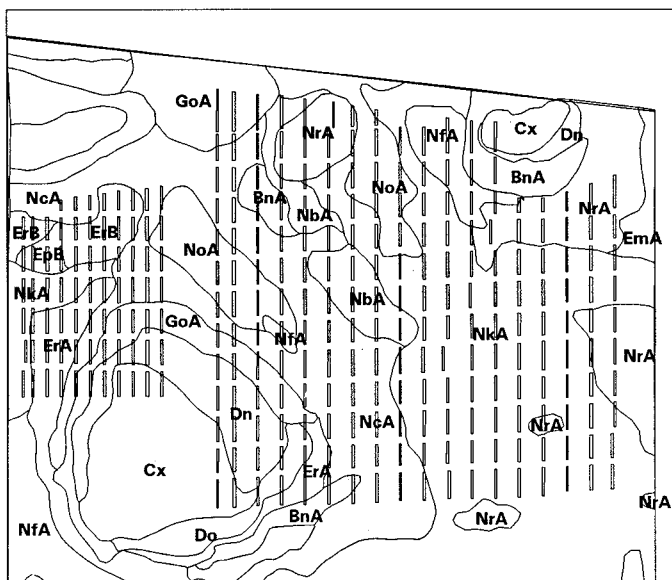 GoA
NrA
NfA
Cx
Dn
BnA
NoA
BnA
NbA
NrA
NcA
ErB
ErB
EpB
NoA
EmA
NkA
NbA
GoA
NfA
NkA
ErA
NrA
Dn
NcA
NrA
Cx
ErA
BnA
NrA
NrA
NfA
Do